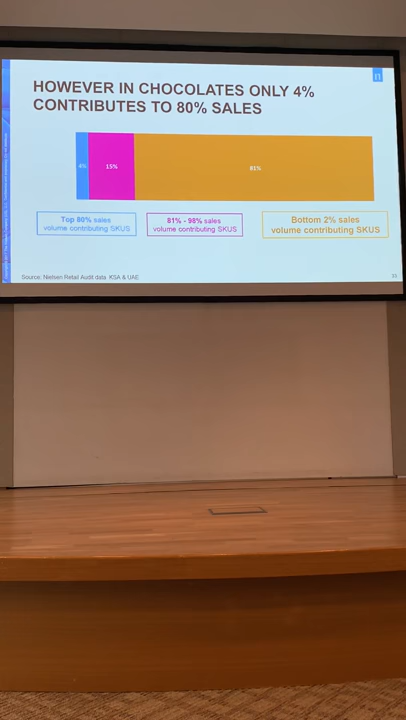 HOWEVER IN CHOCOLATES ONLY 4%
CONTRIBUTES TO 80% SALES
4%
15%
81%
Top 80% sales
volume contributing SKUS
81% - 98% sales
volume contributing SKUS
Bottom 2% sales
volume contributing SKUS
Source: Nielsen Retail Audit data KSA & UAE